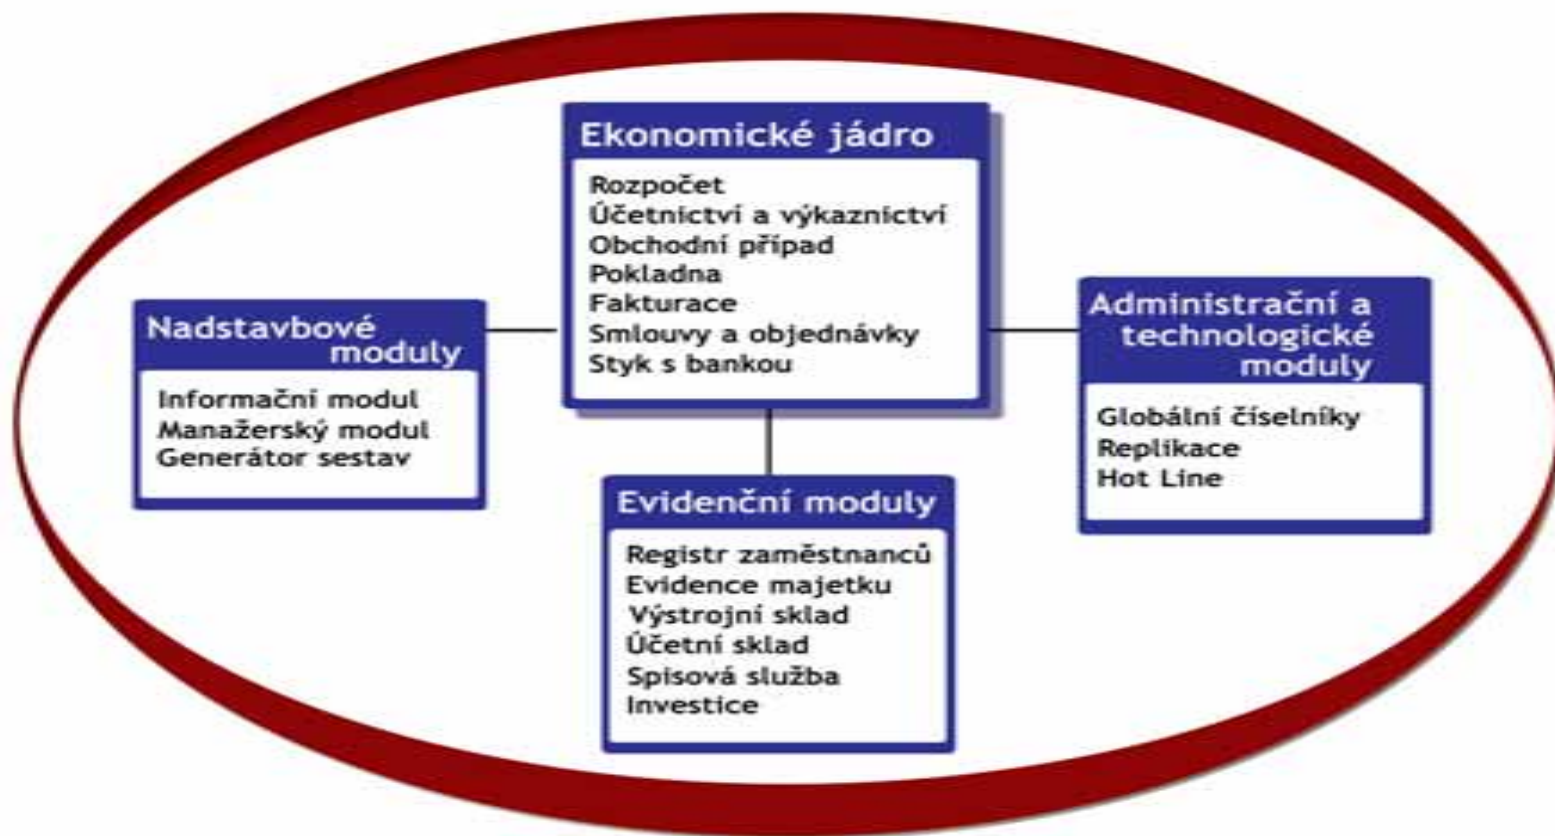 Ekonomické jádro
Rozpočet
Účetnictví a výkaznictví
Obchodní případ
Pokladna
Fakturace
Smlouvy a objednávky
Styk s bankou
Nadstavbové
moduly
Informační modul
Manažerský modul
Generátor sestav
Administrační a
technologické
moduly
Globální číselníky
Replikace
Hot Line
Evidenční moduly
Registr zaměstnanců
Evidence majetku
Výstrojní sklad
Účetní sklad
Spisová služba
Investice